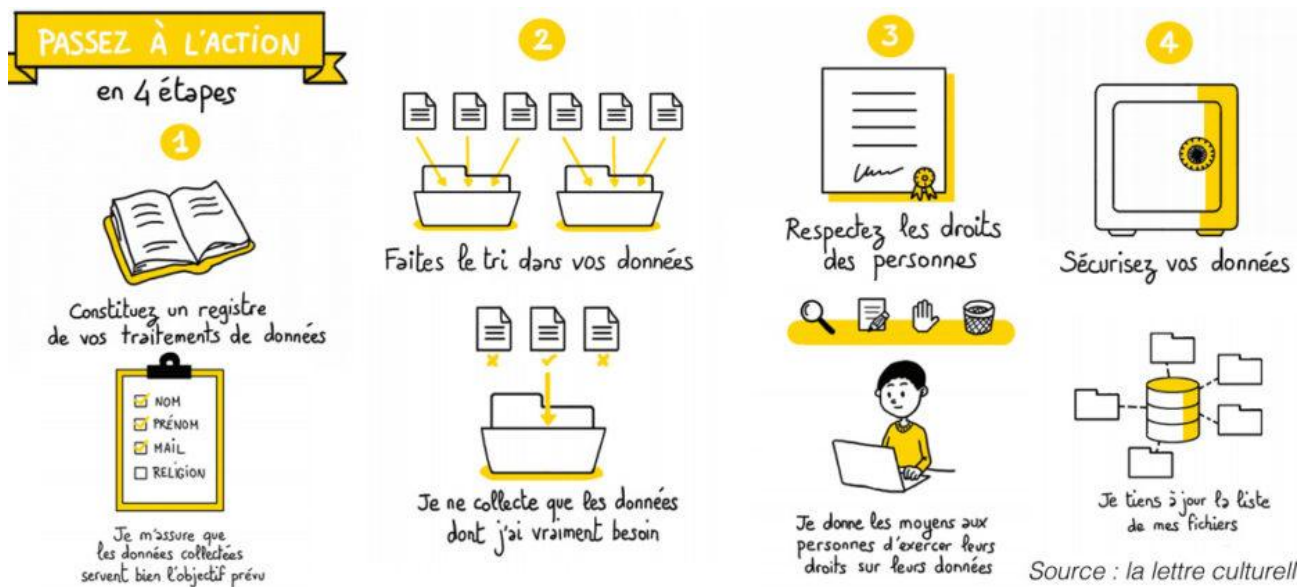 PASSEZ À L'ACTION
en 4 étapes
1
Constituez un registre
de vos traitements de données
NOM
PRÉNOM
MAIL
RELIGION
Je m'assure que
les données collectées
servent bien l'objectif prévu
2
Faites le tri dans vos données
Je ne collecte que les données
dont j'ai vraiment besoin
3
Respectez les droits
des personnes
Je donne les moyens aux
personnes d'exercer leurs
droits sur leurs données
4
Sécurisez vos données
Je tiens à jour la liste
de mes fichiers
Source : la lettre culturell